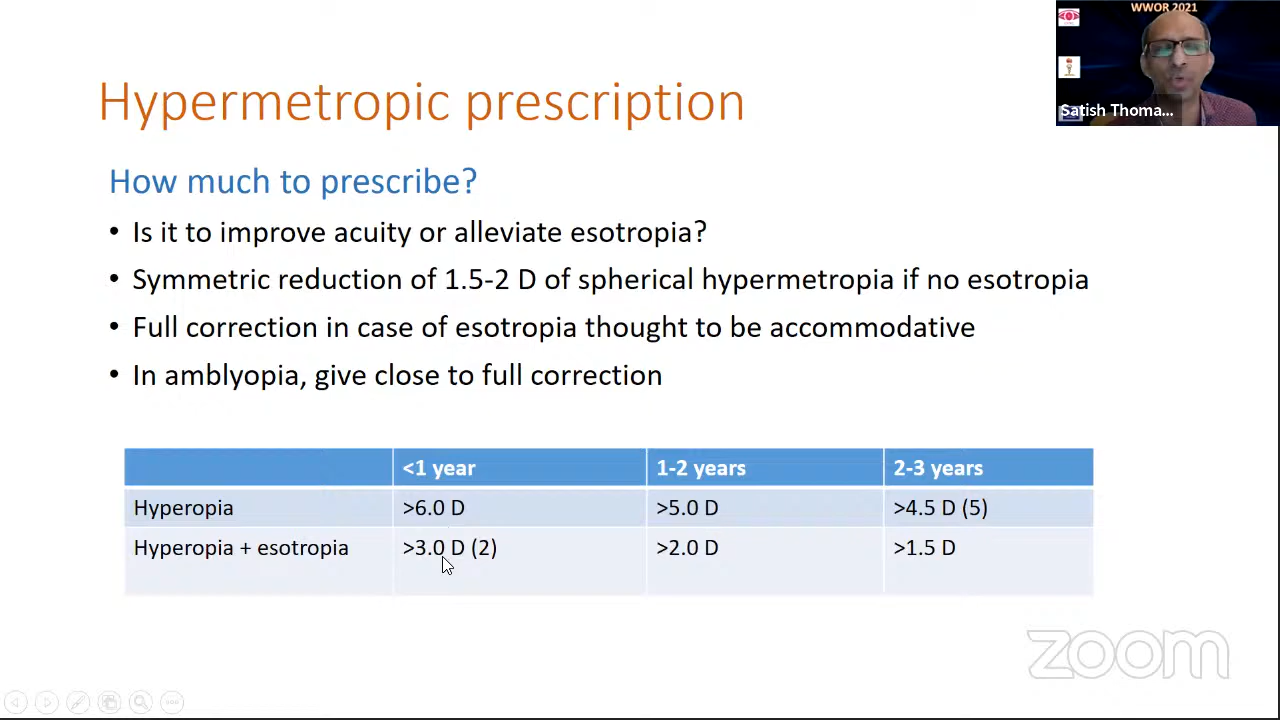 WWOR 2021
Satish Thoma...
Hypermetropic prescription
How much to prescribe?
• Is it to improve acuity or alleviate esotropia?
• Symmetric reduction of 1.5-2 D of spherical hypermetropia if no esotropia
• Full correction in case of esotropia thought to be accommodative
• In amblyopia, give close to full correction
<1 year 1-2 years 2-3 years
Hyperopia >6.0 D >5.0 D >4.5 D (5)
Hyperopia + esotropia >3.0 D (2) >2.0 D >1.5 D
zoom